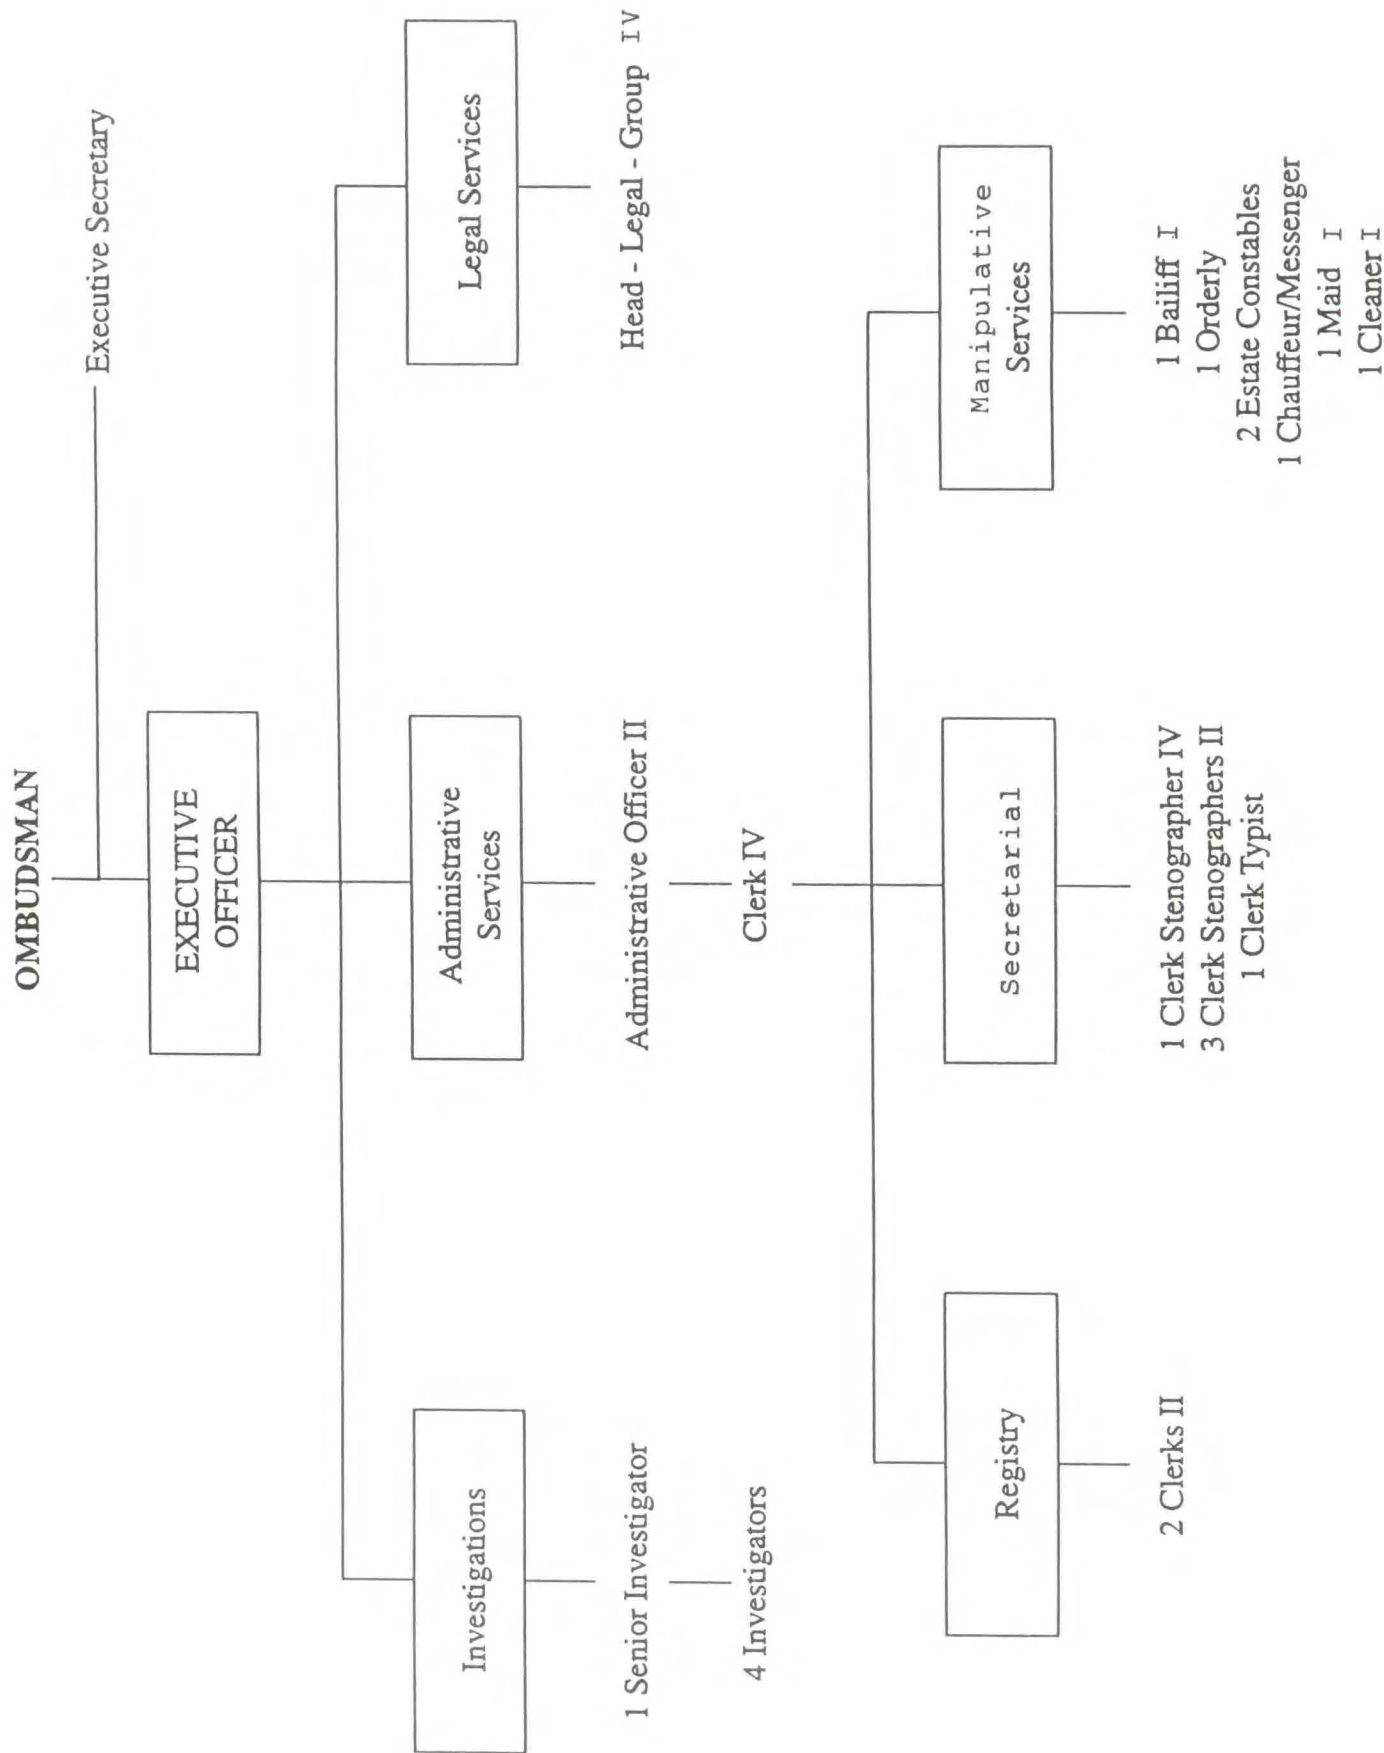 OMBUDSMAN
Executive Secretary
EXECUTIVE
OFFICER
Investigations
Administrative
Services
Legal Services
1 Senior Investigator
Administrative Officer II
Head - Legal - Group IV
4 Investigators
Clerk IV
Registry
Secretarial
Manipulative
Services
2 Clerks II
1 Clerk Stenographer IV
3 Clerk Stenographers II
1 Clerk Typist
1 Bailiff I
1 Orderly
2 Estate Constables
1 Chauffeur/Messenger
1 Maid I
1 Cleaner I